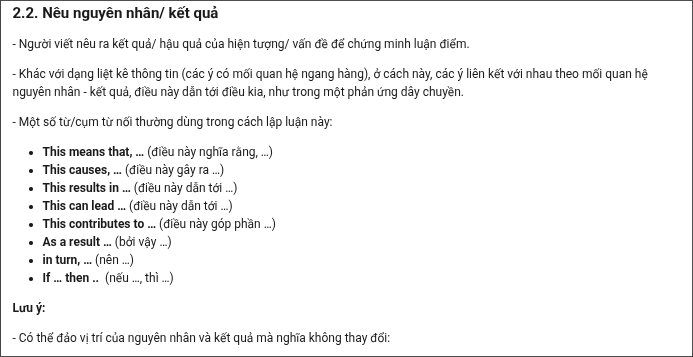 2.2. Nêu nguyên nhân/ kết quả
- Người viết nêu ra kết quả/ hậu quả của hiện tượng/ vấn đề để chứng minh luận điểm.
- Khác với dạng liệt kê thông tin (các ý có mối quan hệ ngang hàng), ở cách này, các ý liên kết với nhau theo mối quan hệ
nguyên nhân - kết quả, điều này dẫn tới điều kia, như trong một phản ứng dây chuyền.
- Một số từ/cụm từ nối thường dùng trong cách lập luận này:
• This means that, ... (điều này nghĩa rằng, ...)
• This causes, ... (điều này gây ra ...)
• This results in ... (điều này dẫn tới ...)
• This can lead ... (điều này dẫn tới ...)
• This contributes to ... (điều này góp phần ...)
• As a result ... (bởi vậy ...)
• in turn, ... (nên ...)
• If ... then .. (nếu ..., thì ...)
Lưu ý:
- Có thể đảo vị trí của nguyên nhân và kết quả mà nghĩa không thay đổi: